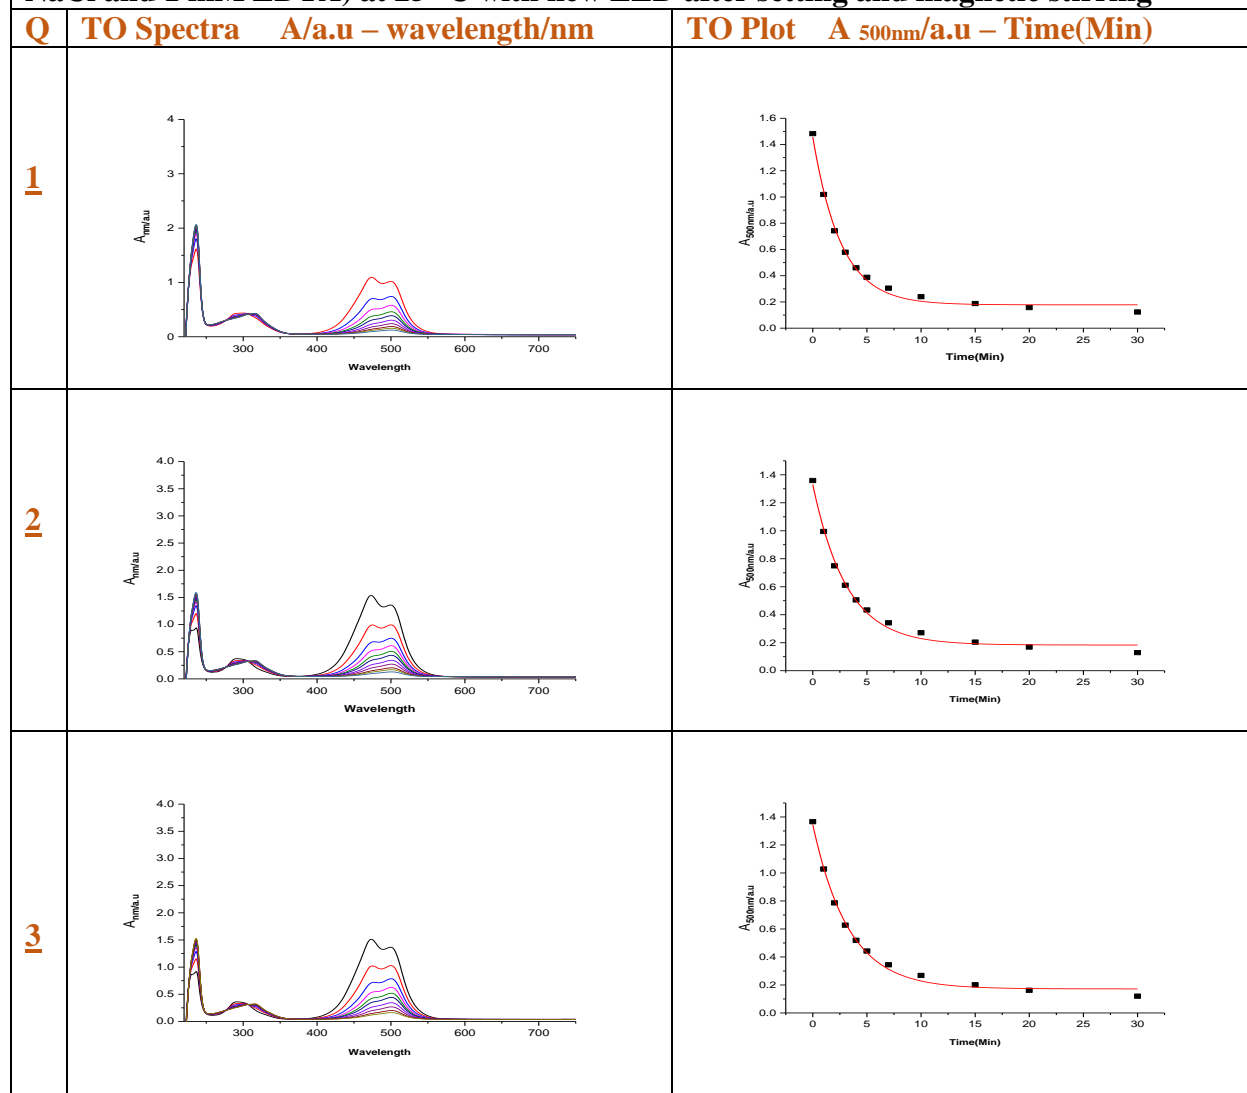 Q TO Spectra A/a.u – wavelength/nm TO Plot A 500nm/a.u – Time(Min)
1
4
3
2
1
0
300 400 500 600 700
Wavelength
Anm/a.u
1.6
1.4
1.2
1.0
0.8
0.6
0.4
0.2
0.0
0 5 10 15 20 25 30
Time(Min)
A500nm/a.u
2
4.0
3.5
3.0
2.5
2.0
1.5
1.0
0.5
0.0
300 400 500 600 700
Wavelength
Anm/a.u
1.4
1.2
1.0
0.8
0.6
0.4
0.2
0.0
0 5 10 15 20 25 30
Time(Min)
A500nm/a.u
3
4.0
3.5
3.0
2.5
2.0
1.5
1.0
0.5
0.0
300 400 500 600 700
Wavelength
Anm/a.u
1.4
1.2
1.0
0.8
0.6
0.4
0.2
0.0
0 5 10 15 20 25 30
Time(Min)
A500nm/a.u